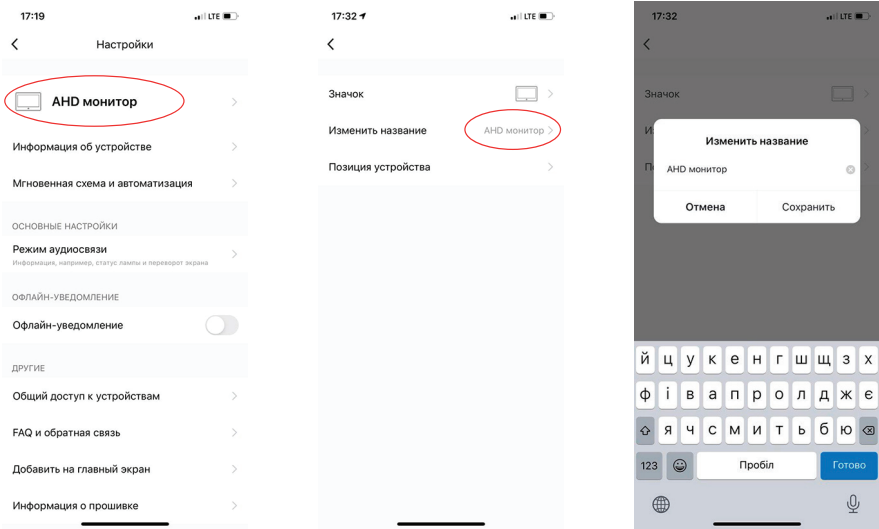 17:19
LTE
Настройки
AHD монитор
Информация об устройстве
Мгновенная схема и автоматизация
ОСНОВНЫЕ НАСТРОЙКИ
Режим аудиосвязи
Информация, например, статус лампы и переворот экрана
ОФЛАЙН-УВЕДОМЛЕНИЕ
Офлайн-уведомление
ДРУГИЕ
Общий доступ к устройствам
FAQ и обратная связь
Добавить на главный экран
Информация о прошивке
17:32
LTE
Значок
Изменить название
AHD монитор
Позиция устройства
17:32
LTE
Значок
И
П
Изменить название
AHD монитор
Отмена
Сохранить
й ц у к е н г ш щ з х
ф і в а п р о л д ж є
я ч с м и т ь б ю
123
Пробіл
Готово